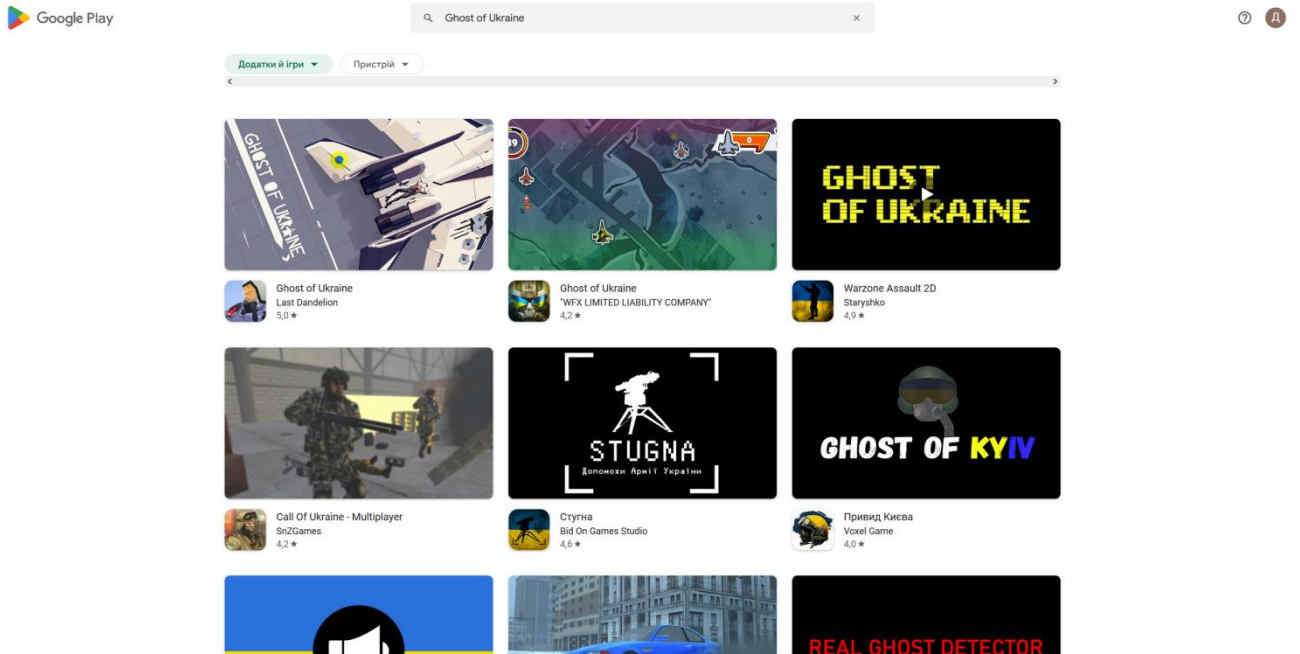 Google Play
Ghost of Ukraine
×
Д
Додатки й ігри
Пристрій
GHOST OF UKRAINE
39
0
GHOST
OF UKRAINE
Ghost of Ukraine
Last Dandelion
5,0 ★
Ghost of Ukraine
"WFX LIMITED LIABILITY COMPANY"
4,2 ★
Warzone Assault 2D
Staryshko
4,9 ★
STUGNA
Допоможи Армії України
GHOST OF KYIV
Call Of Ukraine - Multiplayer
SnZGames
4,2 ★
Стугна
Bid On Games Studio
4,6 ★
Привид Києва
Voxel Game
4,0 ★
REAL GHOST DETECTOR